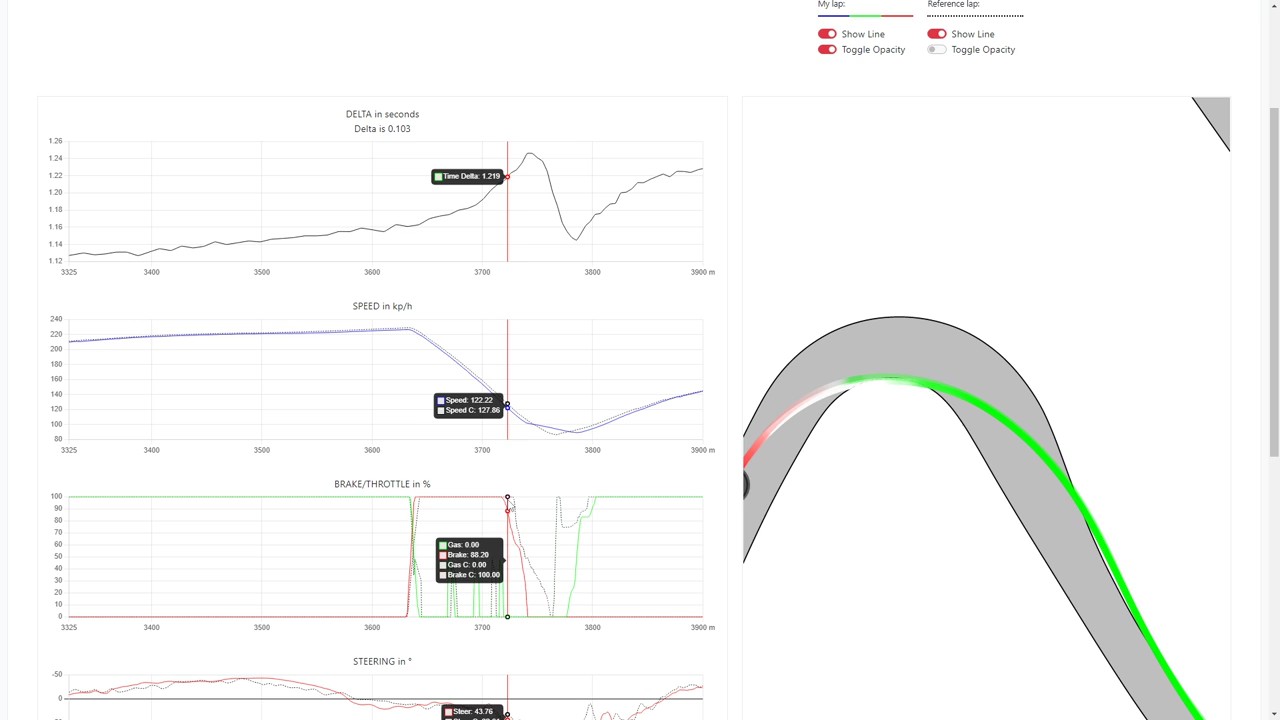 My lap:
Reference lap:
Show Line
Show Line
Toggle Opacity
Toggle Opacity
DELTA in seconds
Delta is 0.103
1.26
1.24
1.22
1.20
1.18
1.16
1.14
1.12
Time Delta: 1.219
3325
3400
3500
3600
3700
3800
3900 m
SPEED in kp/h
240
220
200
180
160
140
120
100
80
Speed: 122.22
Speed C: 127.86
3325
3400
3500
3600
3700
3800
3900 m
BRAKE/THROTTLE in %
100
90
80
70
60
50
40
30
20
10
0
Gas: 0.00
Brake: 88.20
Gas C: 0.00
Brake C: 100.00
3325
3400
3500
3600
3700
3800
3900 m
STEERING in °
-50
0
Steer: 43.76